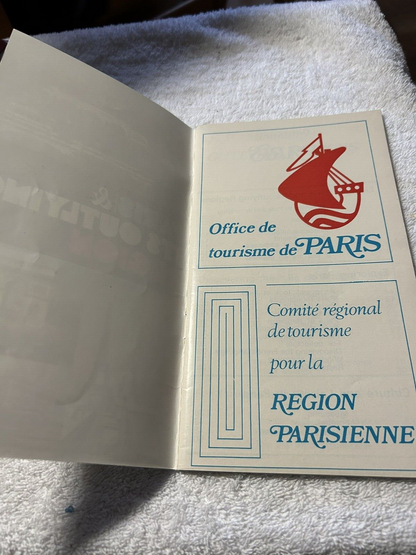 Office de
tourisme de PARIS
Comité régional
de tourisme
pour la
REGION
PARISIENNE